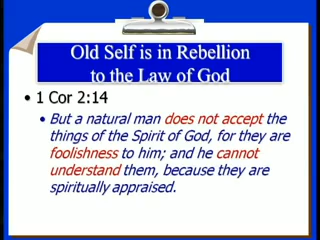 Old Self is in Rebellion
to the Law of God
• 1 Cor 2:14
• But a natural man does not accept the
things of the Spirit of God, for they are
foolishness to him; and he cannot
understand them, because they are
spiritually appraised.